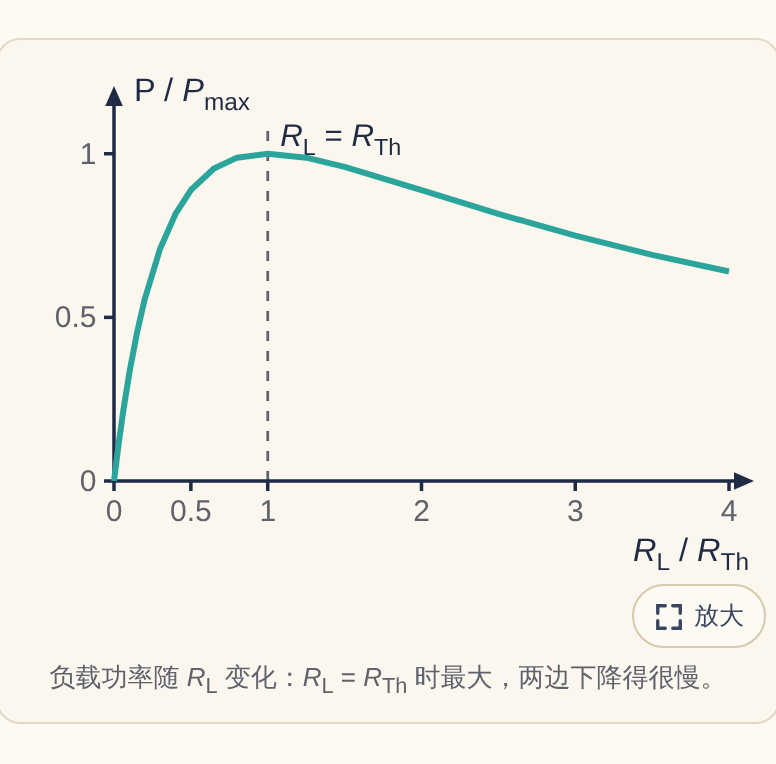 P / Pmax
RL = RTh
1
0.5
0
0 0.5 1 2 3 4
RL / RTh
放大
负载功率随 RL 变化：RL = RTh 时最大，两边下降得很慢。